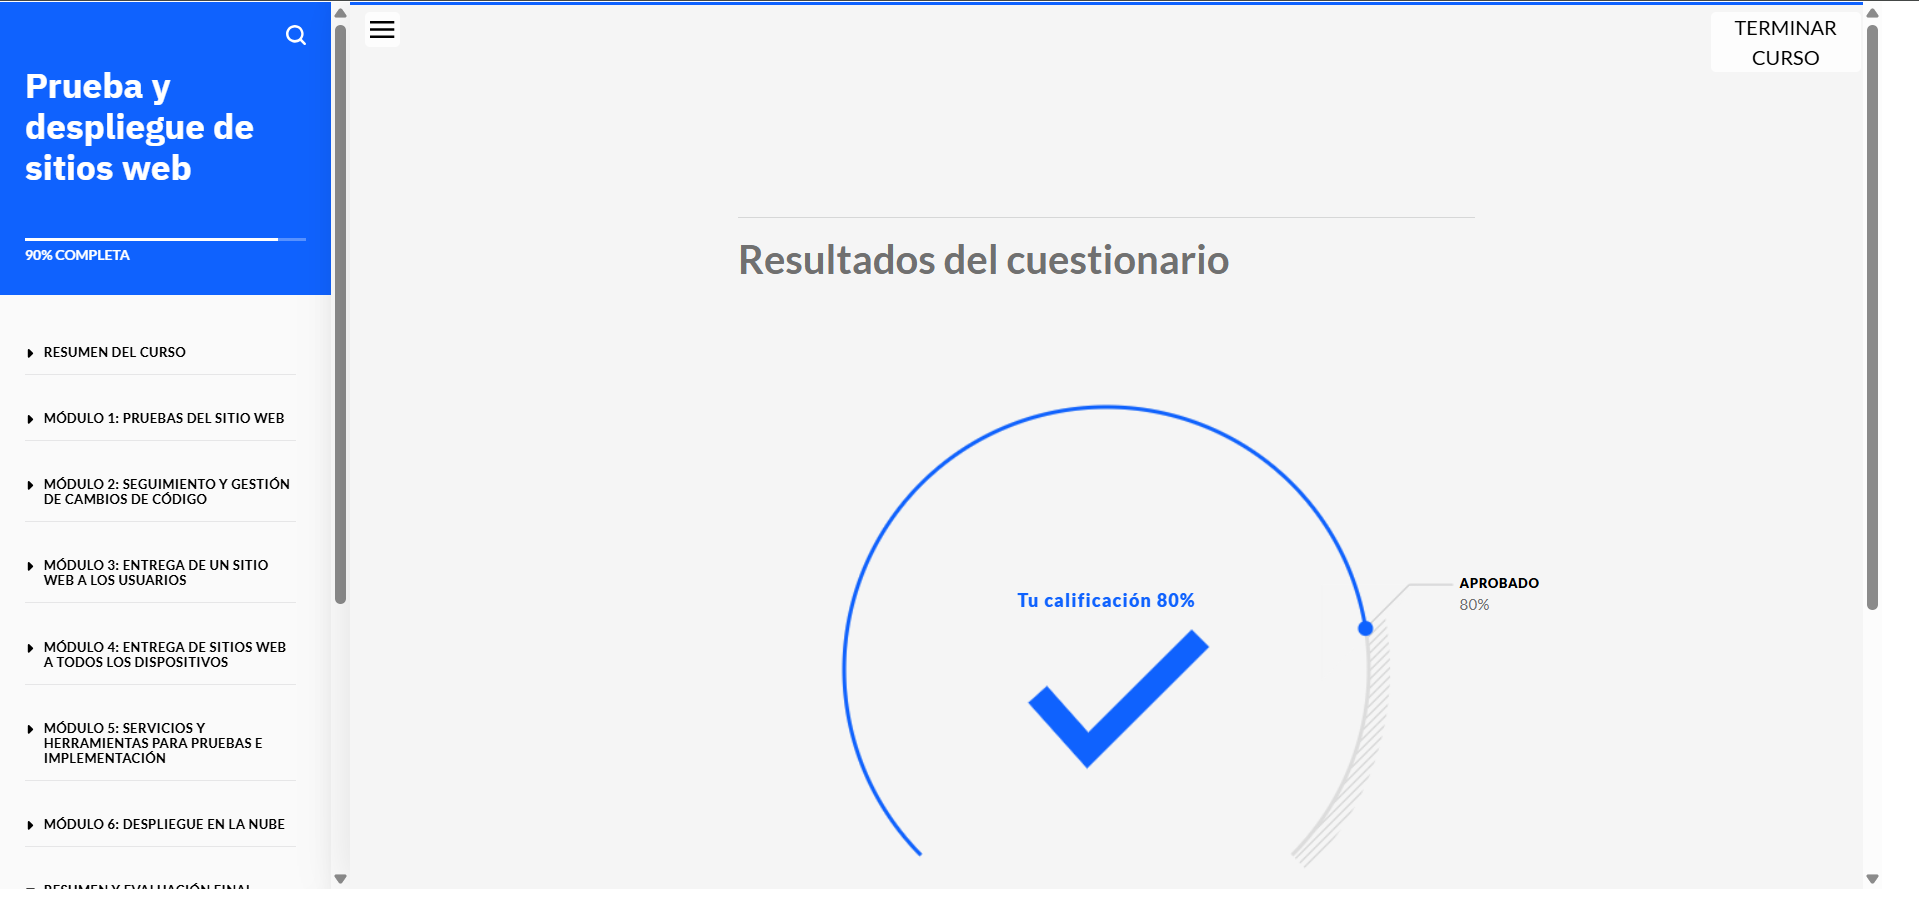 Prueba y
despliegue de
sitios web
90% COMPLETA
RESUMEN DEL CURSO
MÓDULO 1: PRUEBAS DEL SITIO WEB
MÓDULO 2: SEGUIMIENTO Y GESTIÓN
DE CAMBIOS DE CÓDIGO
MÓDULO 3: ENTREGA DE UN SITIO
WEB A LOS USUARIOS
MÓDULO 4: ENTREGA DE SITIOS WEB
A TODOS LOS DISPOSITIVOS
MÓDULO 5: SERVICIOS Y
HERRAMIENTAS PARA PRUEBAS E
IMPLEMENTACIÓN
MÓDULO 6: DESPLIEGUE EN LA NUBE
RESUMEN Y EVALUACIÓN FINAL
TERMINAR
CURSO
Resultados del cuestionario
Tu calificación 80%
APROBADO
80%